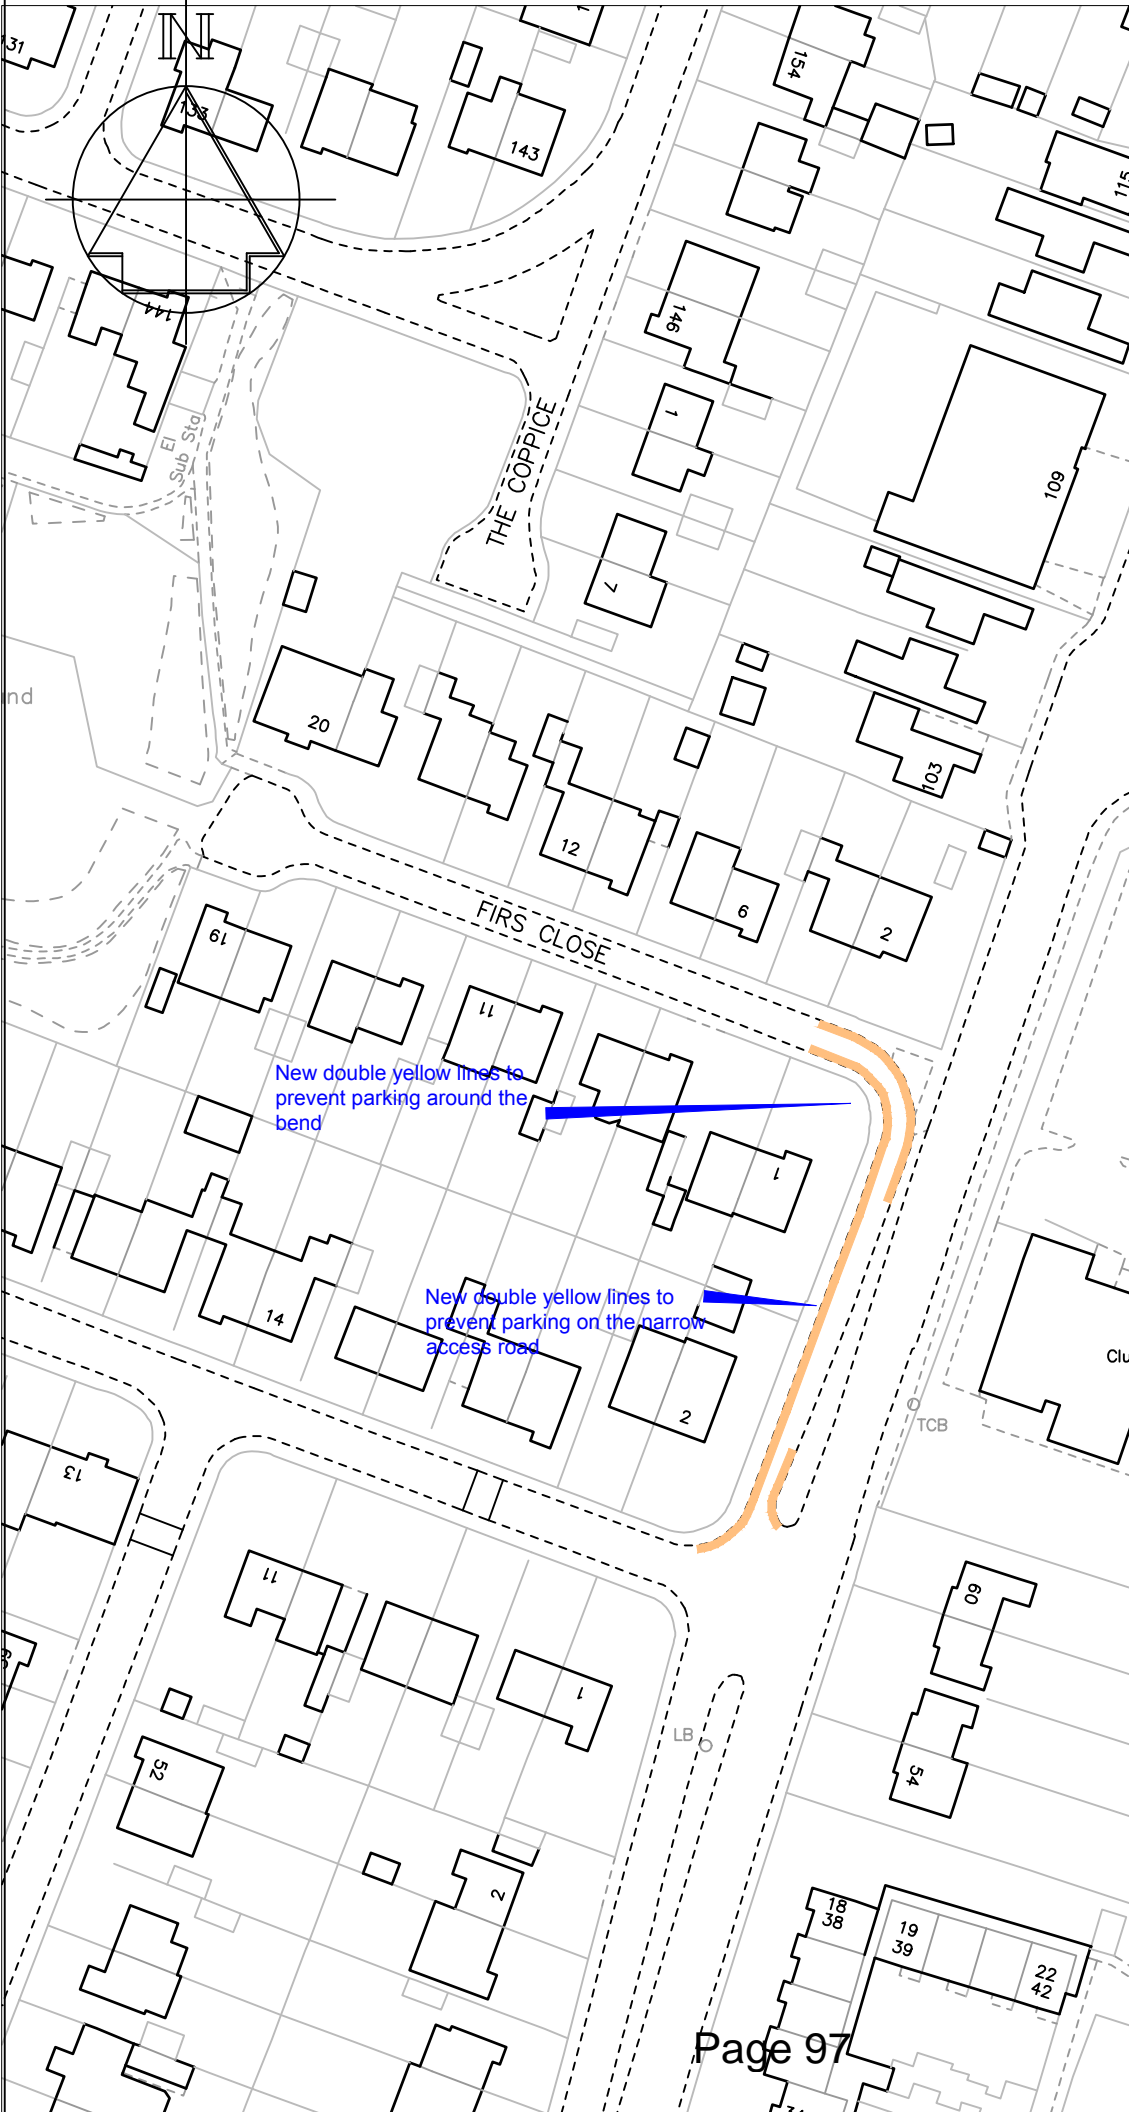 N
131
133
143
154
115
144
146
El
Sub Sta
THE COPPICE
1
109
7
nd
20
103
12
6
2
FIRS CLOSE
19
11
New double yellow lines to
prevent parking around the
bend
1
New double yellow lines to
prevent parking on the narrow
access road
14
2
Clu
TCB
13
11
1
60
LB
52
54
2
18
38
19
39
22
42
Page 97